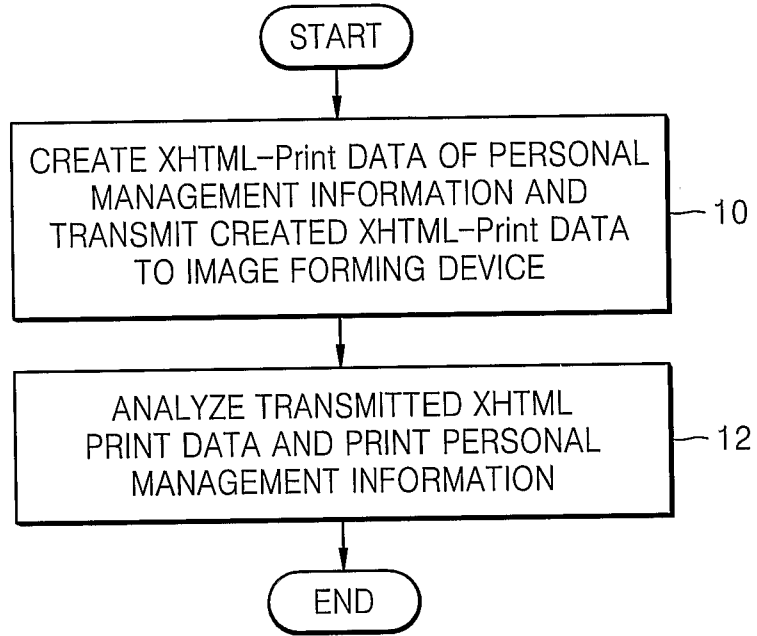 START
CREATE XHTML-Print DATA OF PERSONAL
MANAGEMENT INFORMATION AND
TRANSMIT CREATED XHTML-Print DATA
TO IMAGE FORMING DEVICE
10
ANALYZE TRANSMITTED XHTML
PRINT DATA AND PRINT PERSONAL
MANAGEMENT INFORMATION
12
END